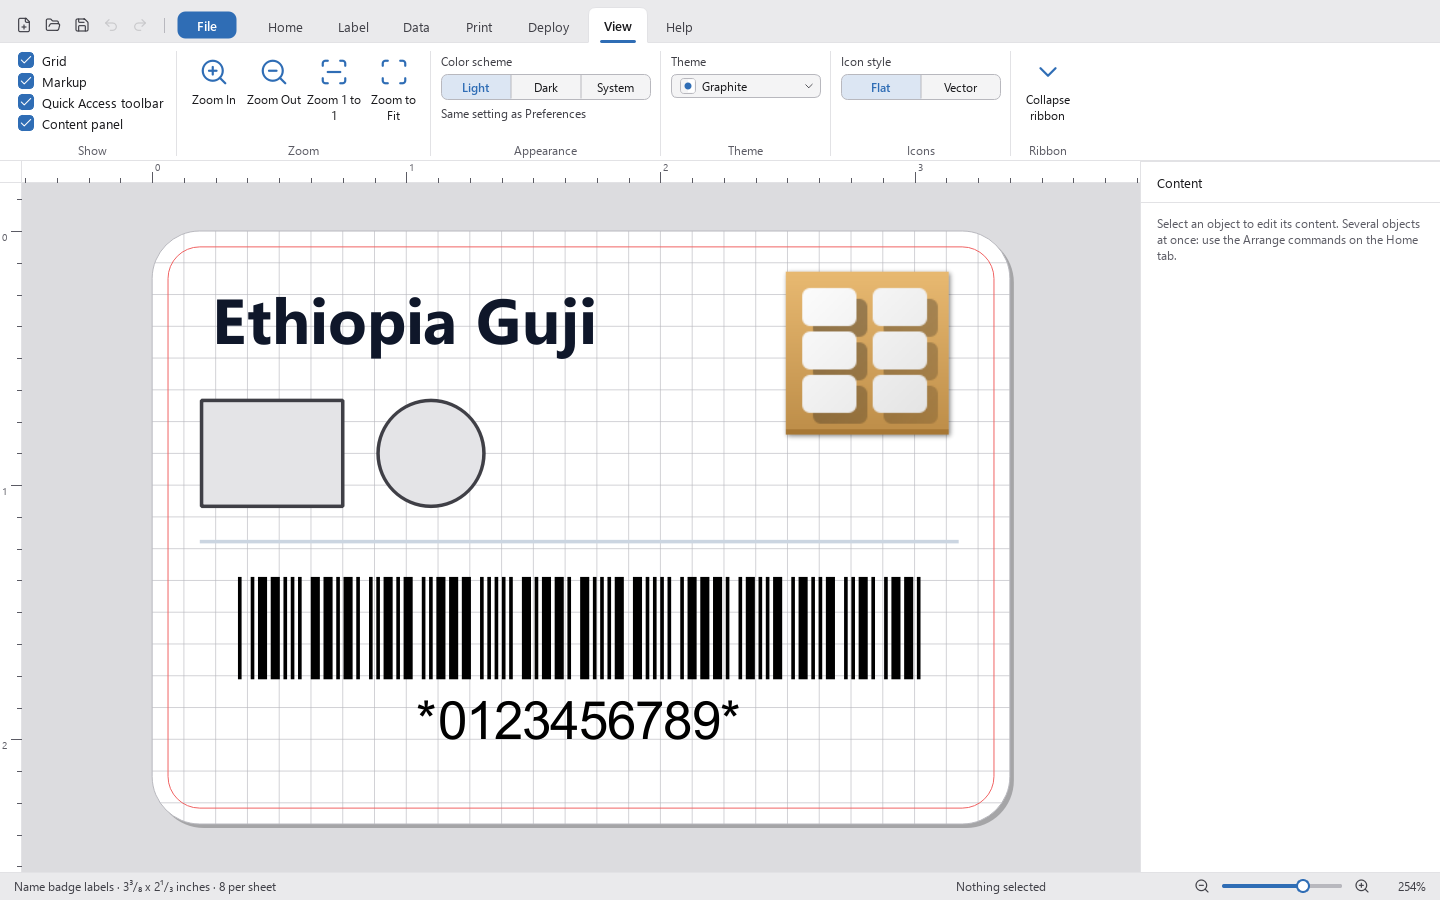 File
Home
Label
Data
Print
Deploy
View
Help
Grid
Markup
Quick Access toolbar
Content panel
Show
Zoom In
Zoom Out
Zoom 1 to
1
Zoom to
Fit
Zoom
Color scheme
Light
Dark
System
Same setting as Preferences
Appearance
Theme
Graphite
Theme
Icon style
Flat
Vector
Icons
Collapse
ribbon
Ribbon
0
1
2
3
0
1
2
Ethiopia Guji
*0123456789*
Content
Select an object to edit its content. Several objects
at once: use the Arrange commands on the Home
tab.
Name badge labels · 3³/₈ x 2¹/₃ inches · 8 per sheet
Nothing selected
254%